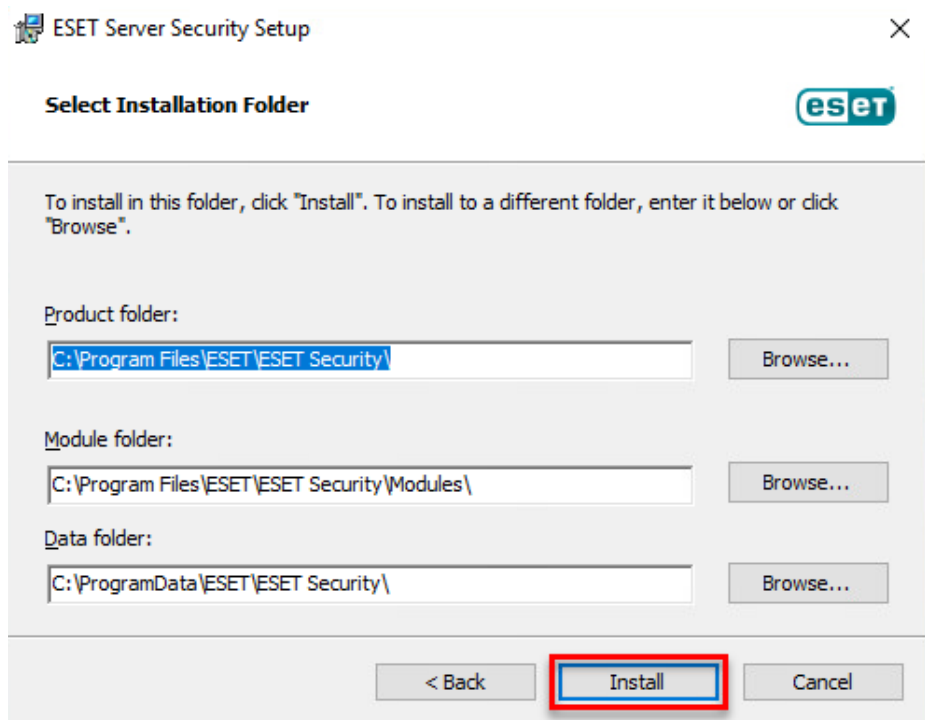 ESET Server Security Setup
Select Installation Folder
eseT
To install in this folder, click "Install". To install to a different folder, enter it below or click
"Browse".
Product folder:
C:\Program Files\ESET\ESET Security\
Browse...
Module folder:
C:\Program Files\ESET\ESET Security\Modules\
Browse...
Data folder:
C:\ProgramData\ESET\ESET Security\
Browse...
< Back
Install
Cancel